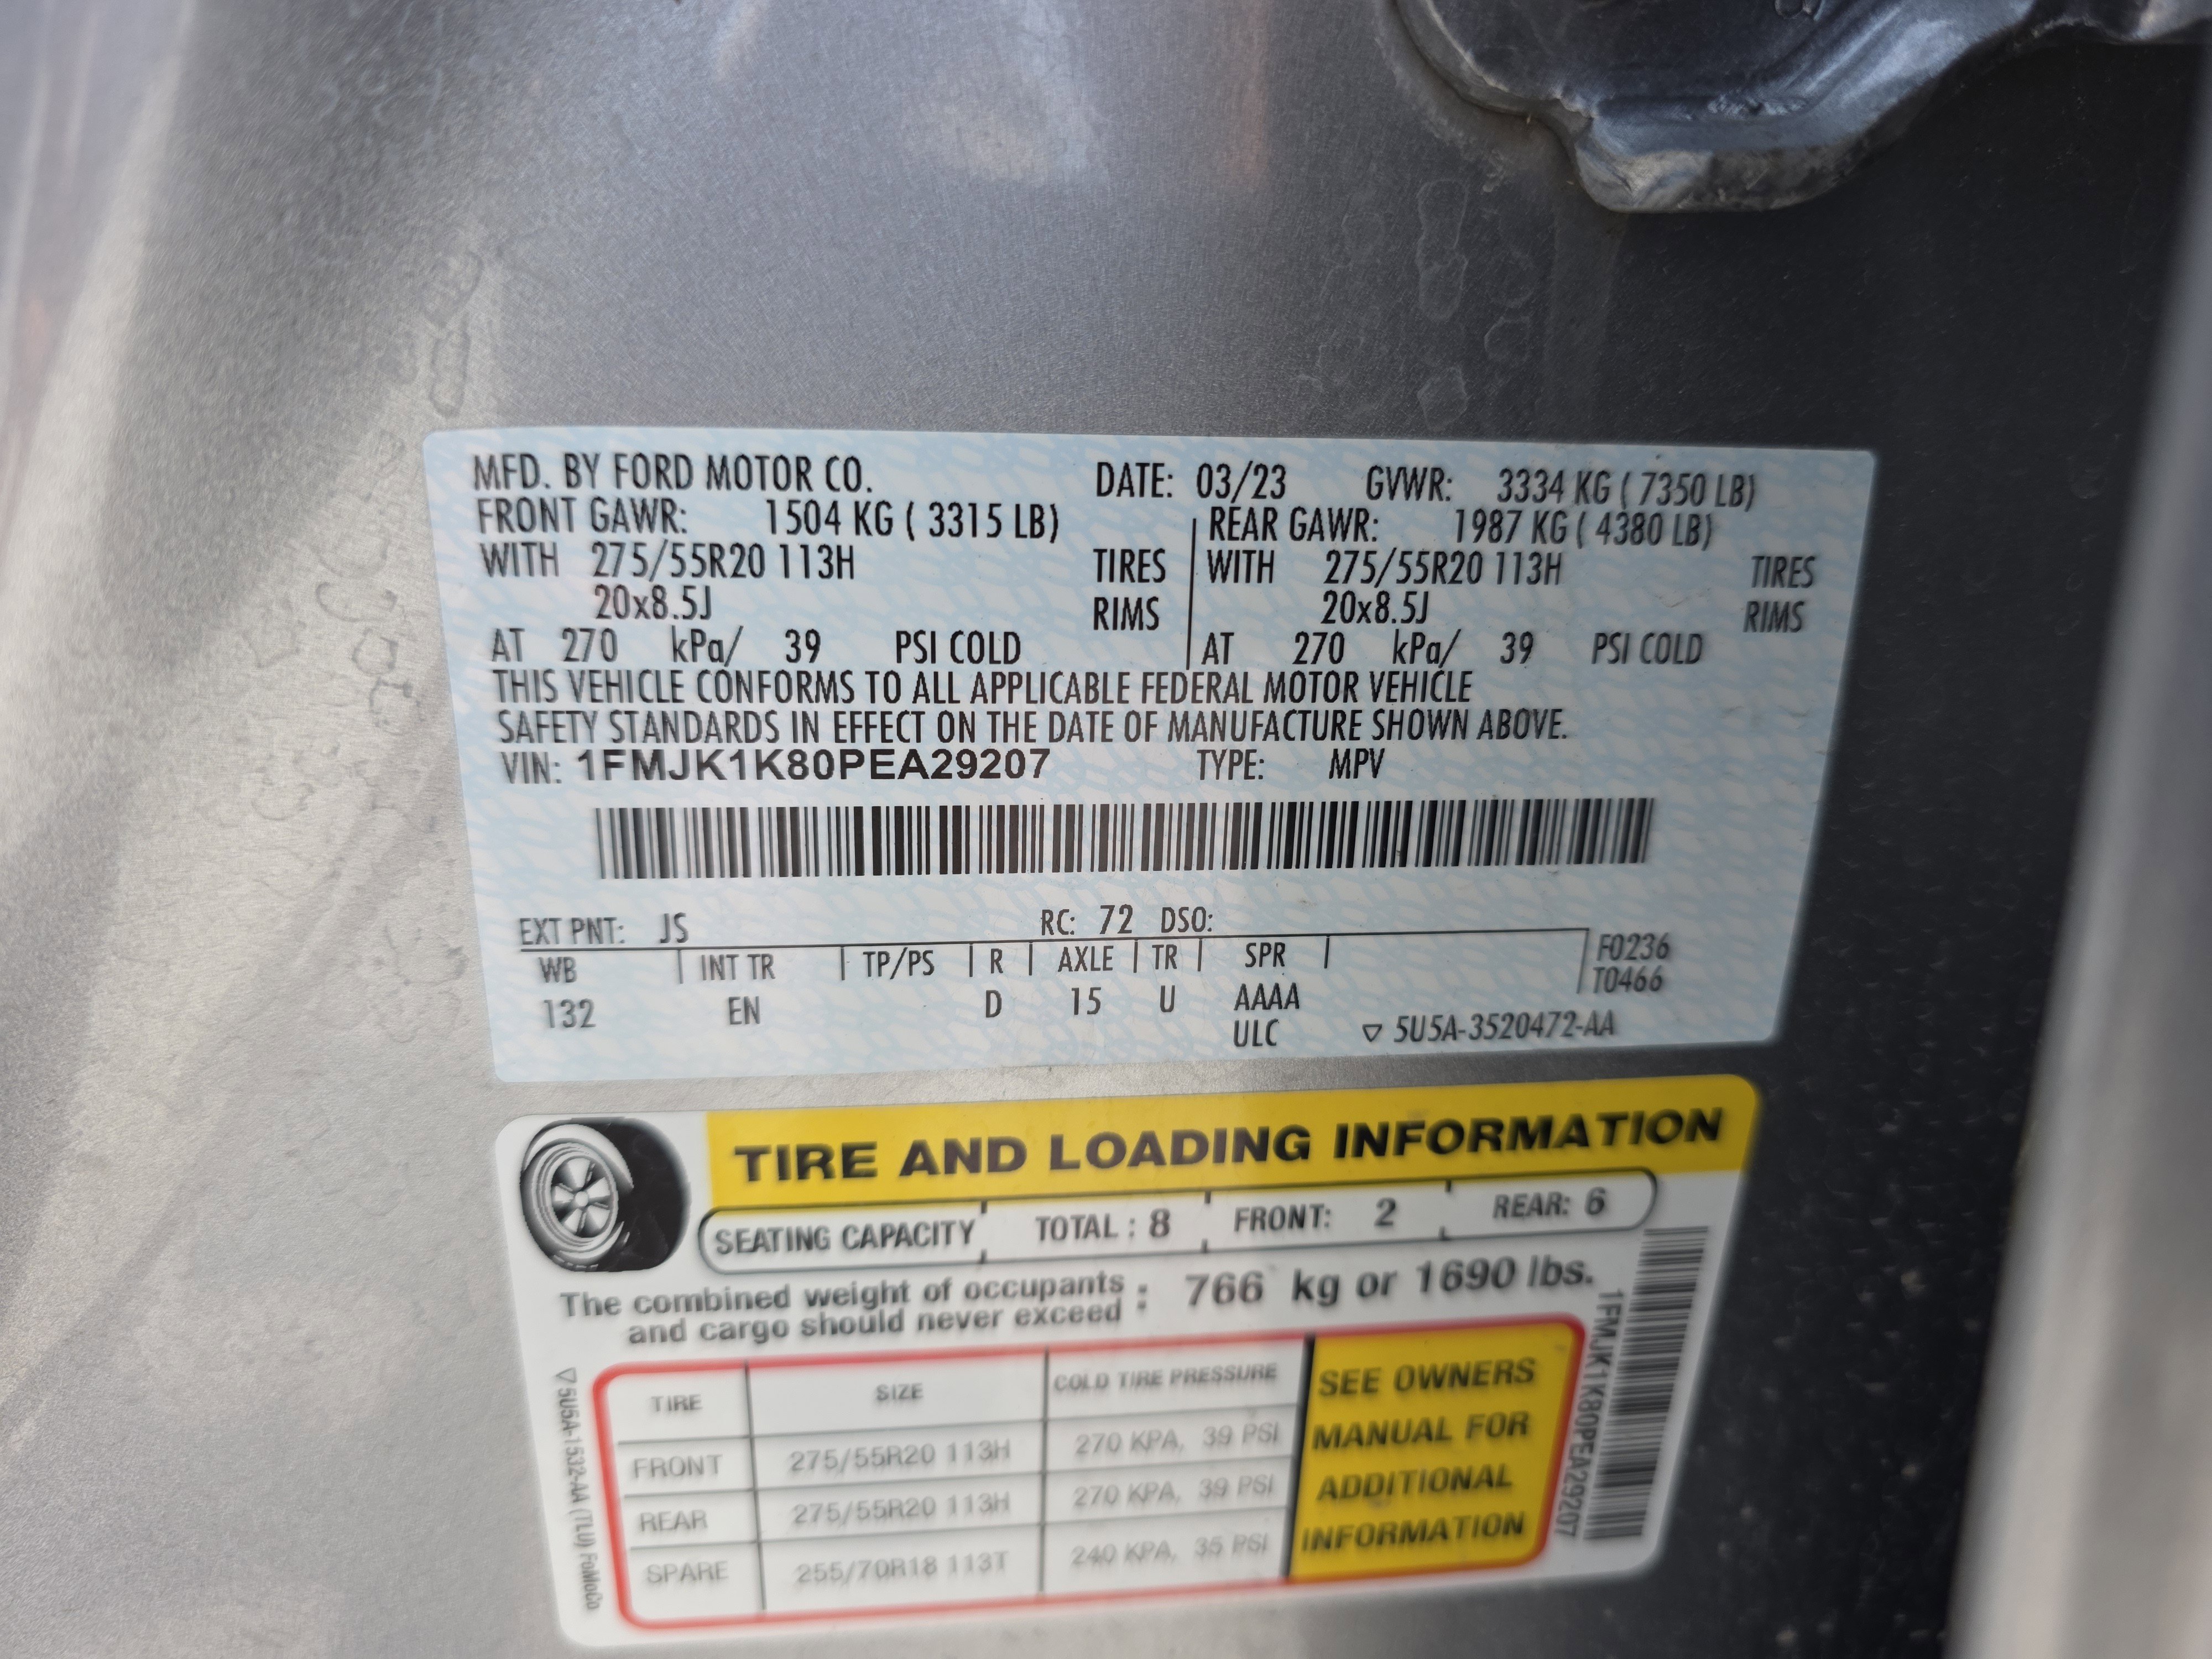 MFD. BY FORD MOTOR CO. DATE: 03/23 GVWR: 3334 KG ( 7350 LB)
FRONT GAWR: 1504 KG ( 3315 LB) REAR GAWR: 1987 KG ( 4380 LB)
WITH 275/55R20 113H TIRES WITH 275/55R20 113H TIRES
20x8.5J RIMS 20x8.5J RIMS
AT 270 kPa/ 39 PSI COLD AT 270 kPa/ 39 PSI COLD
THIS VEHICLE CONFORMS TO ALL APPLICABLE FEDERAL MOTOR VEHICLE
SAFETY STANDARDS IN EFFECT ON THE DATE OF MANUFACTURE SHOWN ABOVE.
VIN: 1FMJK1K80PEA29207 TYPE: MPV
EXT PNT: JS RC: 72 DSO:
WB INT TR TP/PS R AXLE TR SPR F0236
T0466
132 EN D 15 U AAAA
ULC ▽ 5U5A-3520472-AA
TIRE AND LOADING INFORMATION
SEATING CAPACITY TOTAL : 8 FRONT: 2 REAR: 6
The combined weight of occupants : 766 kg or 1690 lbs.
and cargo should never exceed :
TIRE SIZE COLD TIRE PRESSURE
FRONT 275/55R20 113H 270 KPA, 39 PSI
REAR 275/55R20 113H 270 KPA, 39 PSI
SPARE 255/70R18 113T 240 KPA, 35 PSI
SEE OWNERS
MANUAL FOR
ADDITIONAL
INFORMATION
1FMJK1K80PEA29207
▽5U5A-1532-AA (TLU) FoMoCo